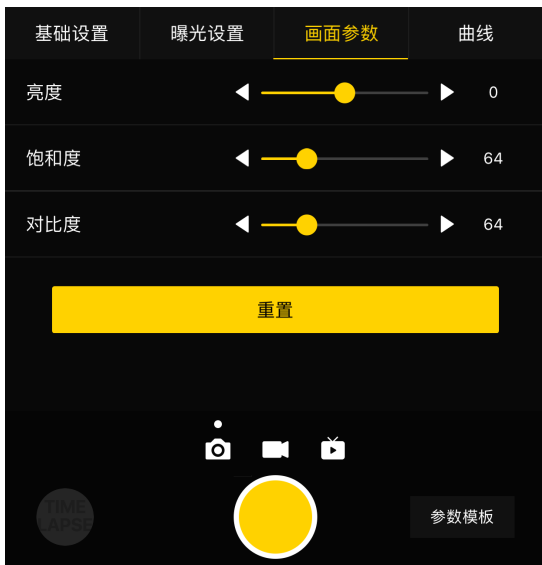 基础设置 曝光设置 画面参数 曲线
亮度 0
饱和度 64
对比度 64
重置
TIME
LAPSE
参数模板